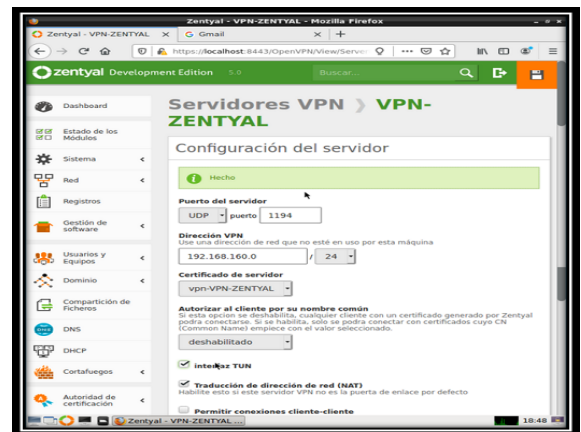 Zentyal - VPN-ZENTYAL - Mozilla Firefox
Zentyal - VPN-ZENTYAL × G Gmail × +
https://localhost:8443/OpenVPN/View/Server
zentyal Development Edition 5.0 Buscar...
Dashboard
Estado de los
Módulos
Sistema
Red
Registros
Gestión de
software
Usuarios y
Equipos
Dominio
Compartición de
Ficheros
DNS
DHCP
Cortafuegos
Autoridad de
certificación
Servidores VPN > VPN-
ZENTYAL
Configuración del servidor
Hecho
Puerto del servidor
UDP puerto 1194
Dirección VPN
Use una dirección de red que no esté en uso por esta máquina
192.168.160.0 / 24
Certificado de servidor
vpn-VPN-ZENTYAL
Autorizar al cliente por su nombre común
Si esta opcion se deshabilita, cualquier cliente con un certificado generado por Zentyal
podra conectarse. Si se habilita, sólo se podra conectar con certificados cuyo CN
(Common Name) empiece con el valor seleccionado.
deshabilitado
interfaz TUN
Traducción de dirección de red (NAT)
Habilite esto si este servidor VPN no es la puerta de enlace por defecto
Permitir conexiones cliente-cliente
Zentyal - VPN-ZENTYAL ... 18:48